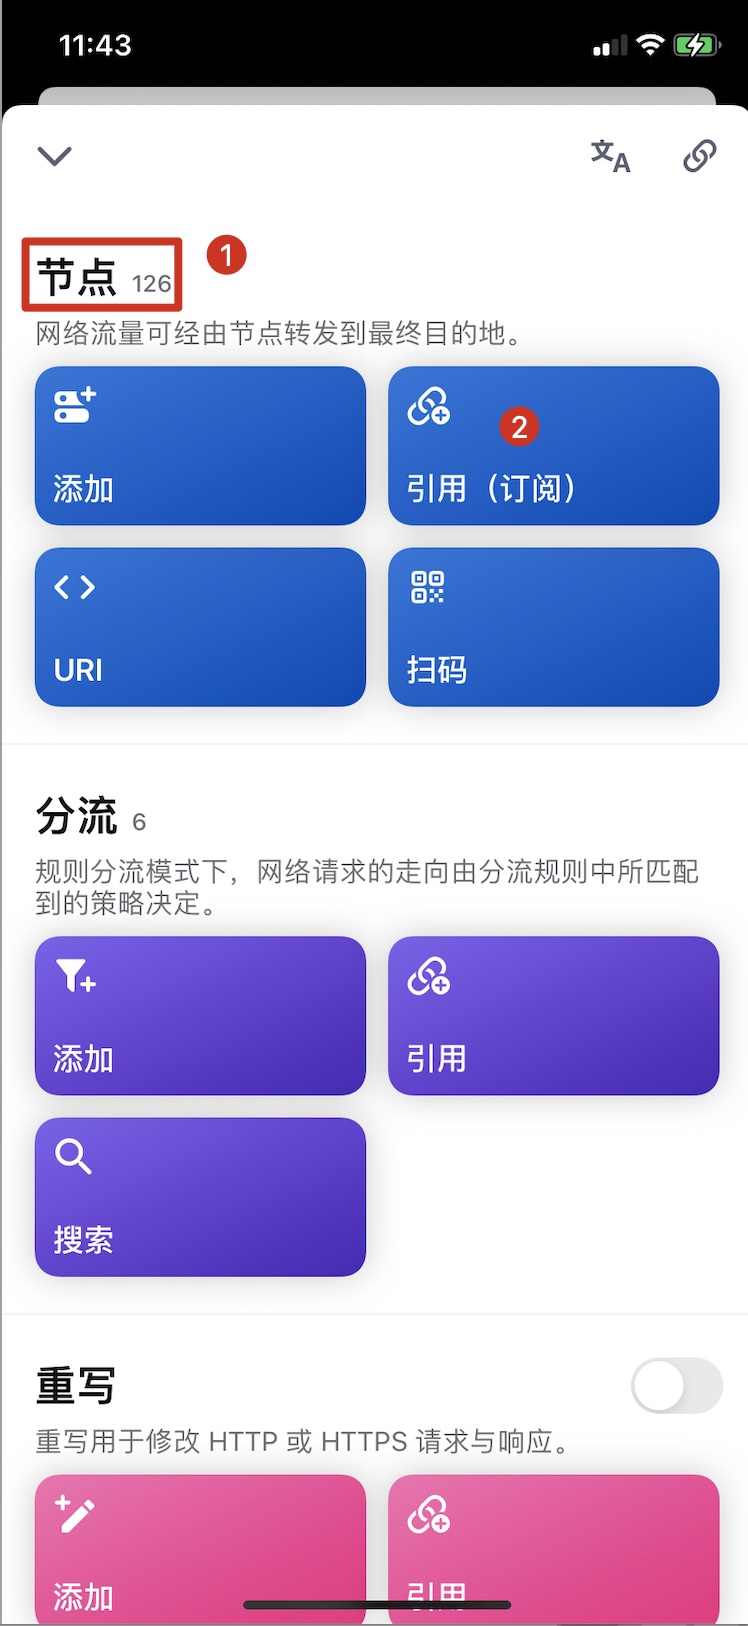 11:43
文A
节点 126
1
网络流量可经由节点转发到最终目的地。
添加
2
引用（订阅）
URI
扫码
分流 6
规则分流模式下，网络请求的走向由分流规则中所匹配
到的策略决定。
添加
引用
搜索
重写
重写用于修改 HTTP 或 HTTPS 请求与响应。
添加
引用